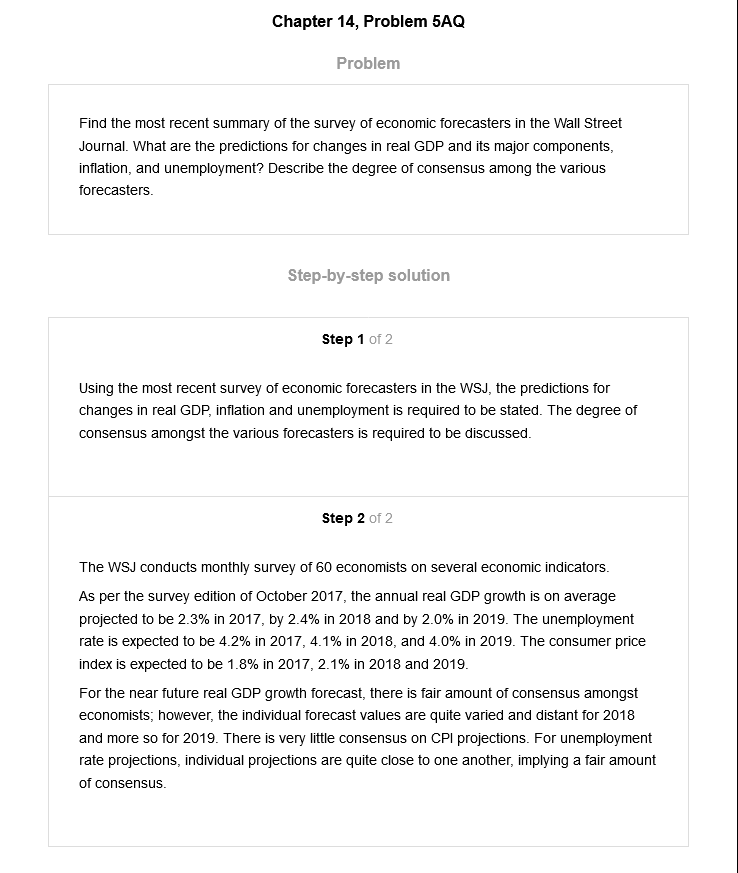 Chapter 14, Problem 5AQ
Problem
Find the most recent summary of the survey of economic forecasters in the Wall Street
Journal. What are the predictions for changes in real GDP and its major components,
inflation, and unemployment? Describe the degree of consensus among the various
forecasters.
Step-by-step solution
Step 1 of 2
Using the most recent survey of economic forecasters in the WSJ, the predictions for
changes in real GDP, inflation and unemployment is required to be stated. The degree of
consensus amongst the various forecasters is required to be discussed.
Step 2 of 2
The WSJ conducts monthly survey of 60 economists on several economic indicators.
As per the survey edition of October 2017, the annual real GDP growth is on average
projected to be 2.3% in 2017, by 2.4% in 2018 and by 2.0% in 2019. The unemployment
rate is expected to be 4.2% in 2017, 4.1% in 2018, and 4.0% in 2019. The consumer price
index is expected to be 1.8% in 2017, 2.1% in 2018 and 2019.
For the near future real GDP growth forecast, there is fair amount of consensus amongst
economists; however, the individual forecast values are quite varied and distant for 2018
and more so for 2019. There is very little consensus on CPI projections. For unemployment
rate projections, individual projections are quite close to one another, implying a fair amount
of consensus.